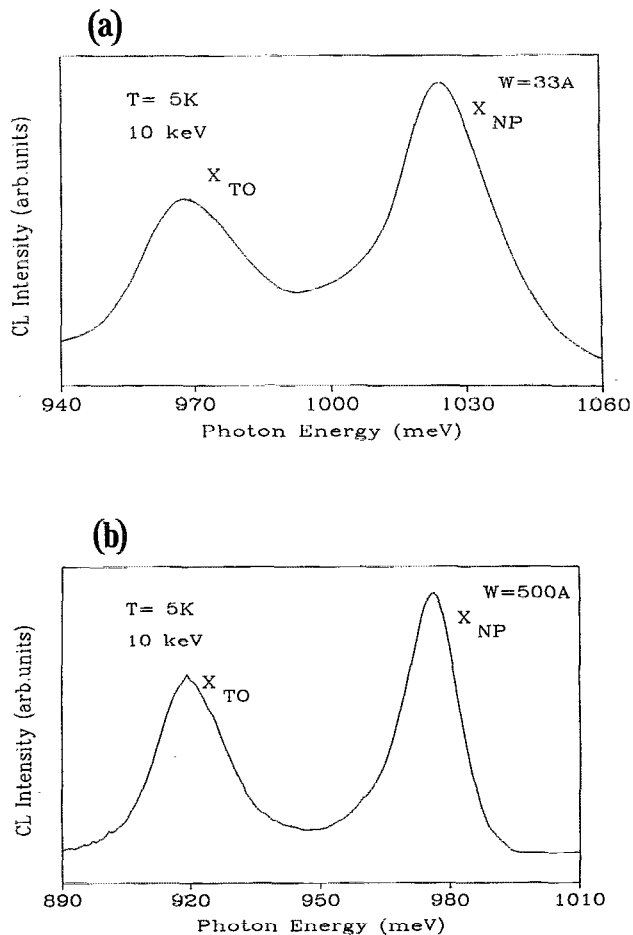 (a)
W=33A
T= 5K
10 keV
X NP
X TO
CL Intensity (arb.units)
940 970 1000 1030 1060
Photon Energy (meV)
(b)
W=500A
T= 5K
10 keV
X NP
X TO
CL Intensity (arb.units)
890 920 950 980 1010
Photon Energy (meV)